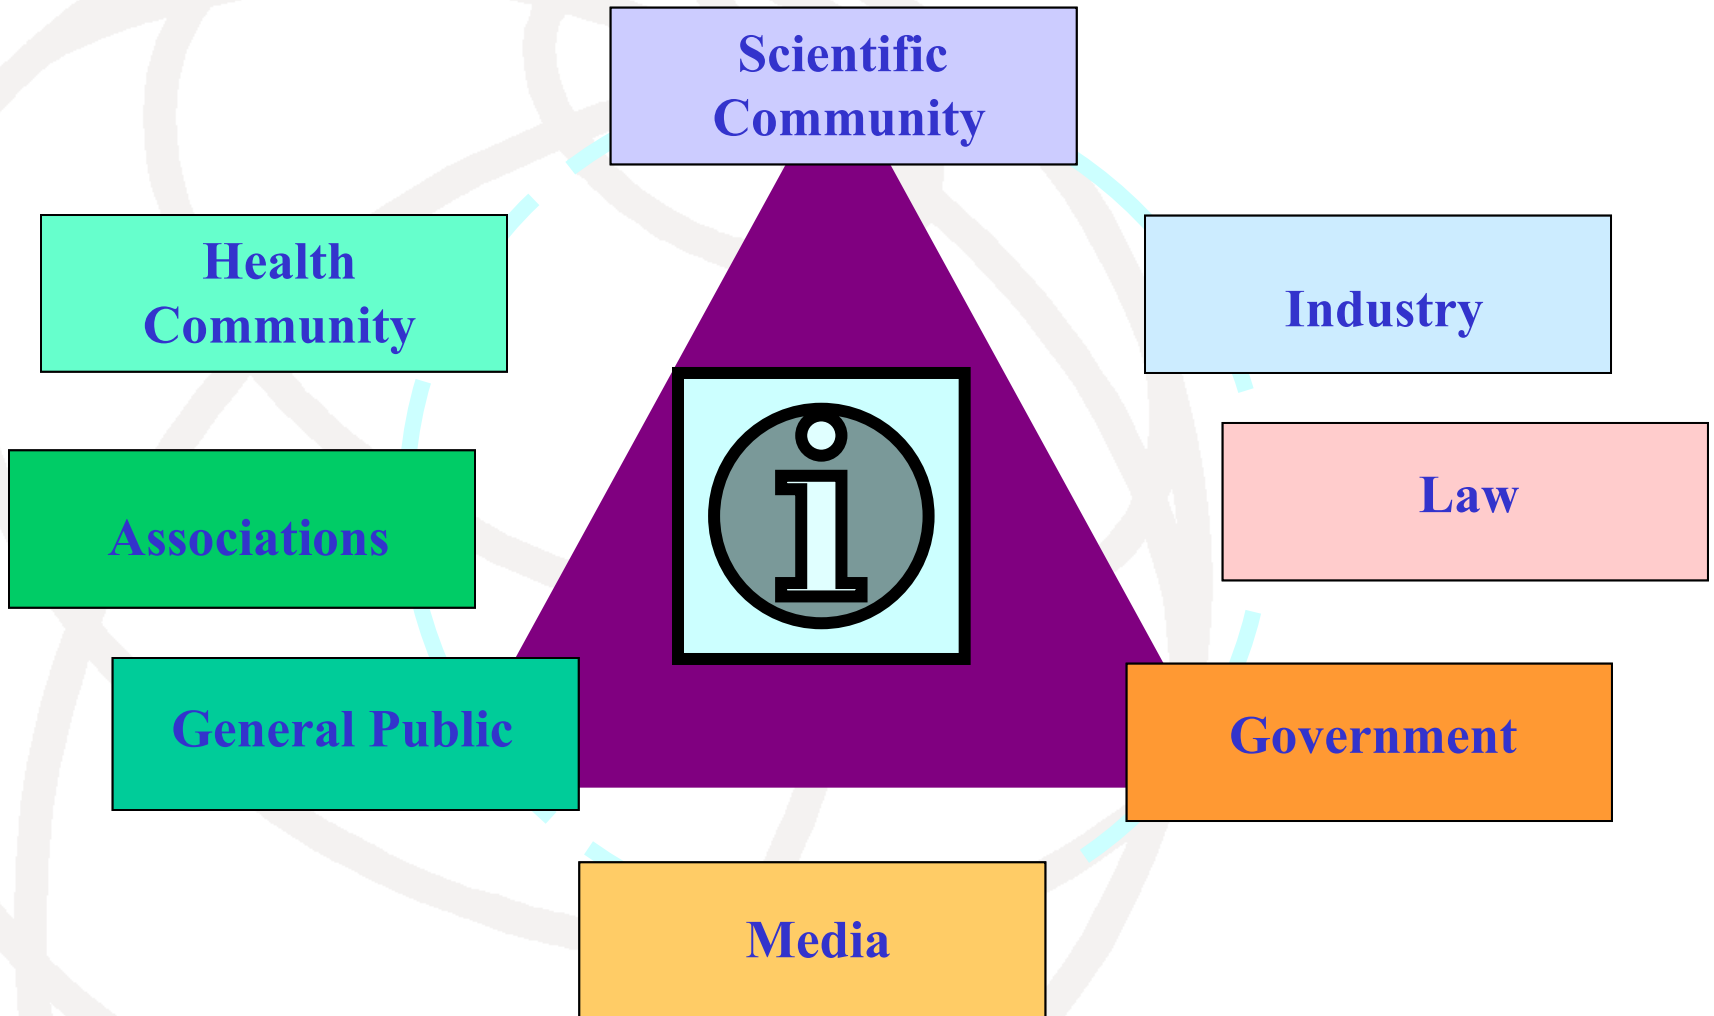 Scientific
Community
Health
Community
Industry
Law
Associations
General Public
Government
Media